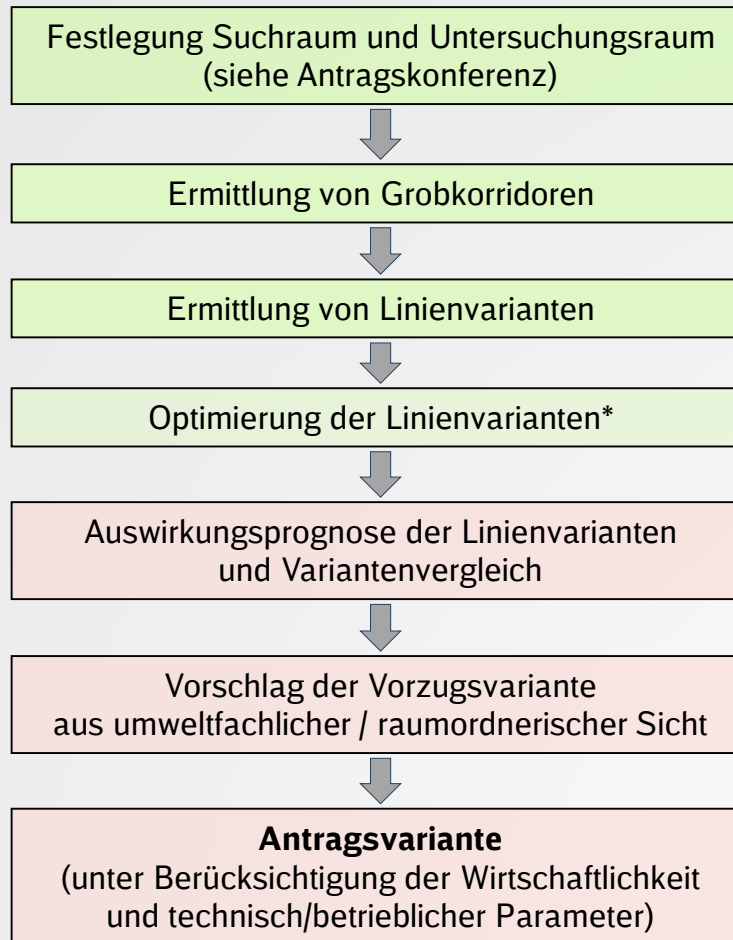 Festlegung Suchraum und Untersuchungsraum
(siehe Antragskonferenz)
Ermittlung von Grobkorridoren
Ermittlung von Linienvarianten
Optimierung der Linienvarianten*
Auswirkungsprognose der Linienvarianten
und Variantenvergleich
Vorschlag der Vorzugsvariante
aus umweltfachlicher / raumordnerischer Sicht
Antragsvariante
(unter Berücksichtigung der Wirtschaftlichkeit
und technisch/betrieblicher Parameter)